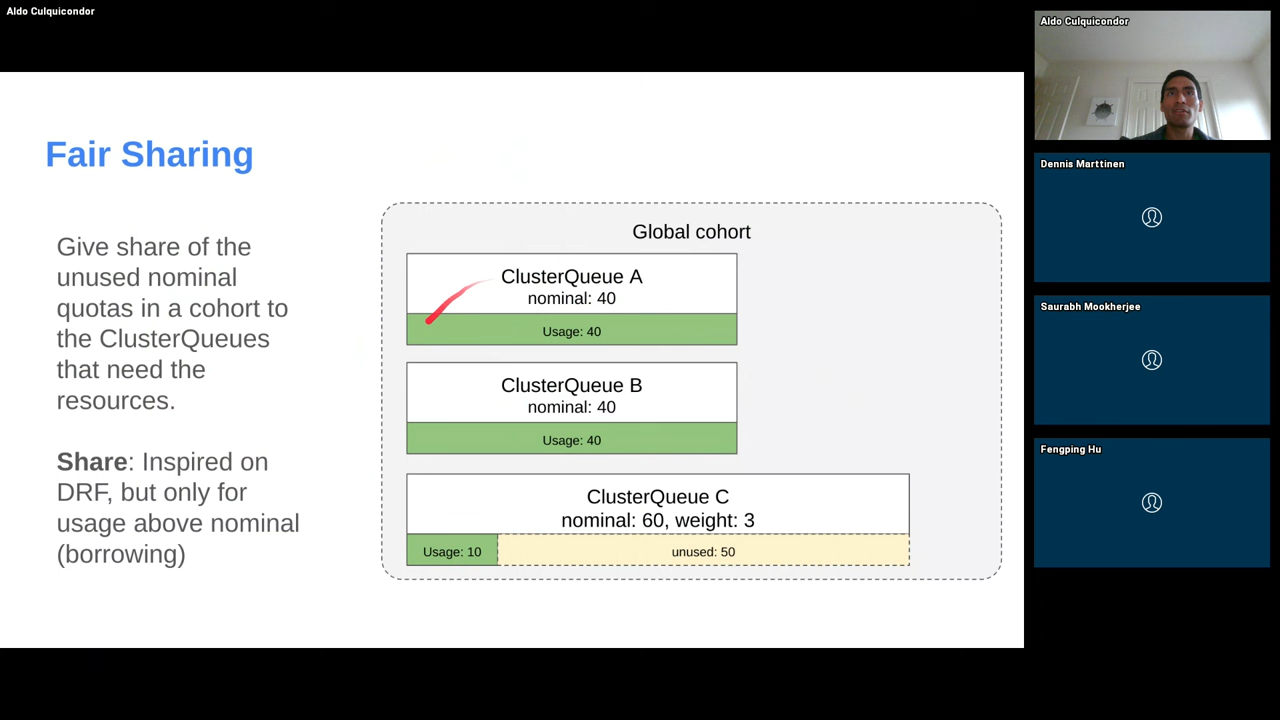 Aldo Culquicondor
Aldo Culquicondor
Fair Sharing
Give share of the
unused nominal
quotas in a cohort to
the ClusterQueues
that need the
resources.
Share: Inspired on
DRF, but only for
usage above nominal
(borrowing)
Global cohort
ClusterQueue A
nominal: 40
Usage: 40
ClusterQueue B
nominal: 40
Usage: 40
ClusterQueue C
nominal: 60, weight: 3
Usage: 10
unused: 50
Dennis Marttinen
Saurabh Mookherjee
Fengping Hu